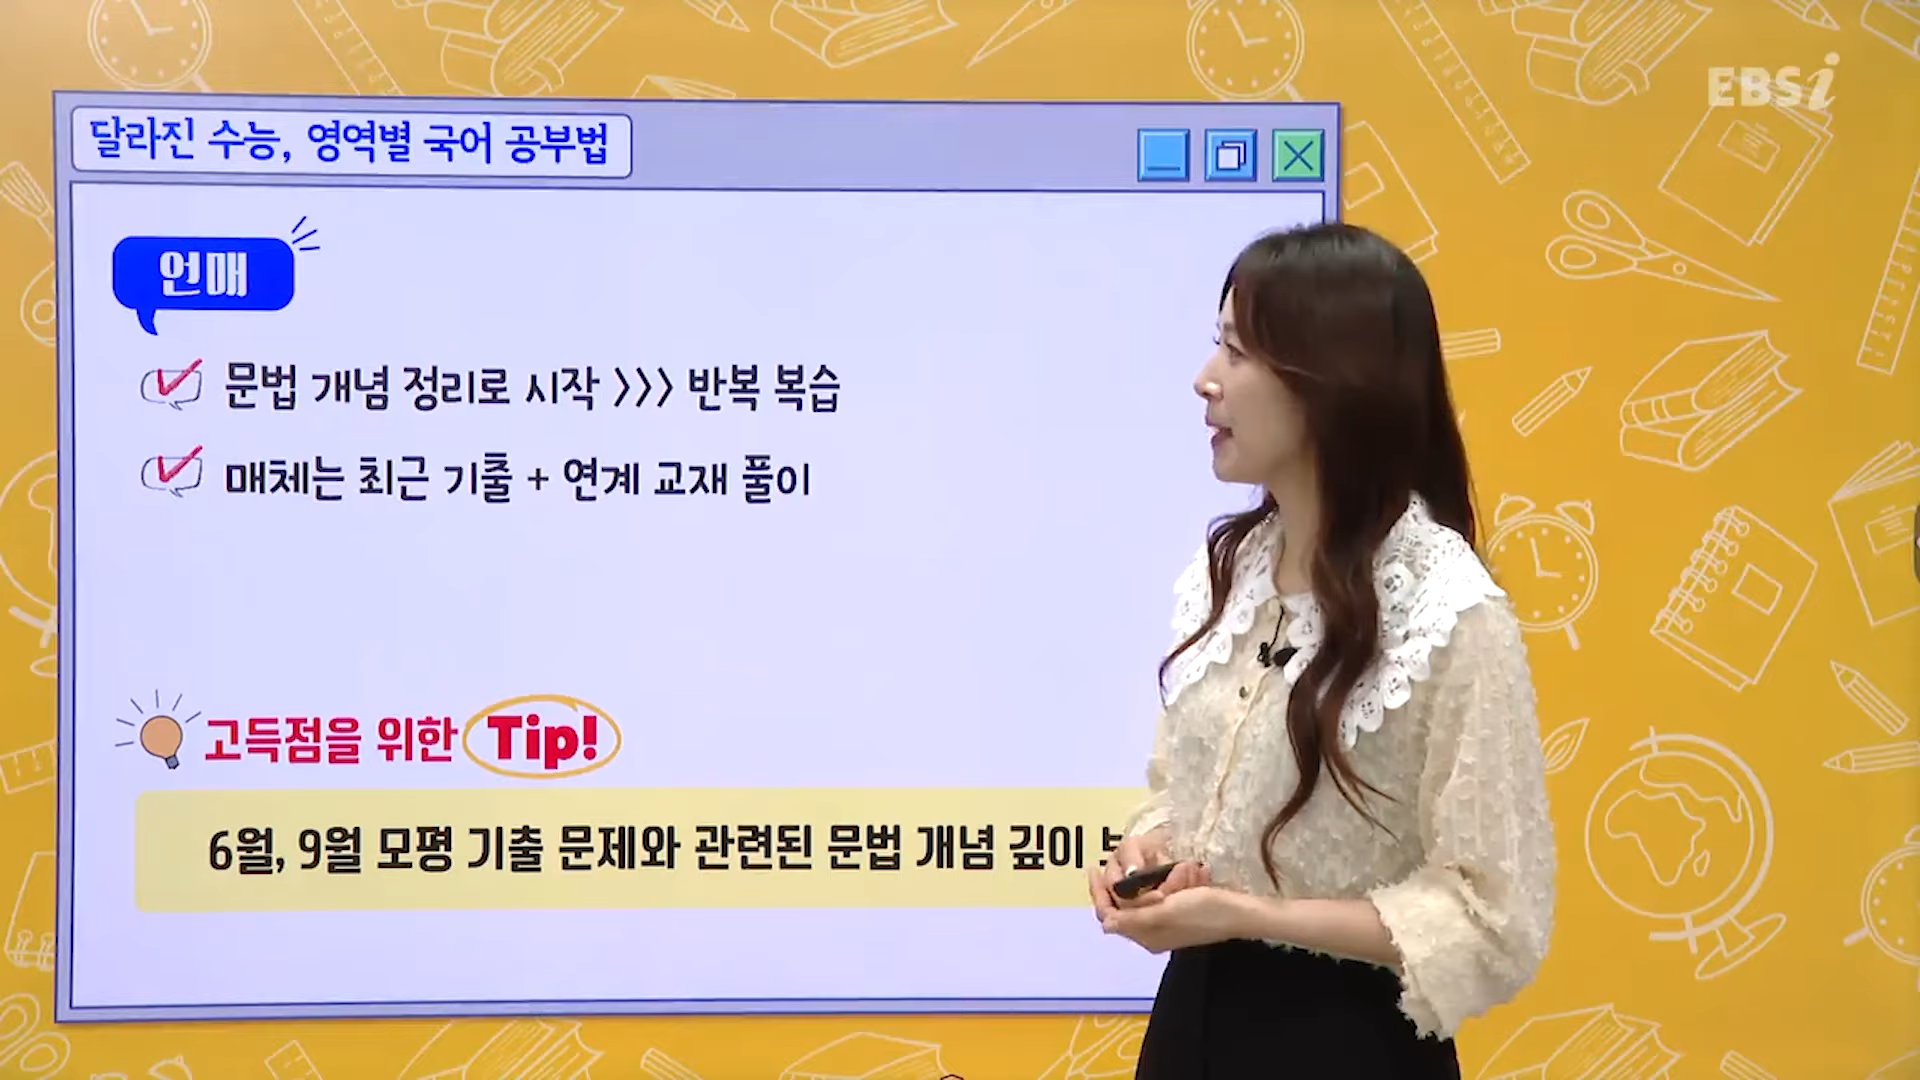 EBSi
달라진 수능, 영역별 국어 공부법
언매
문법 개념 정리로 시작 >>> 반복 복습
매체는 최근 기출 + 연계 교재 풀이
고득점을 위한 Tip!
6월, 9월 모평 기출 문제와 관련된 문법 개념 깊이